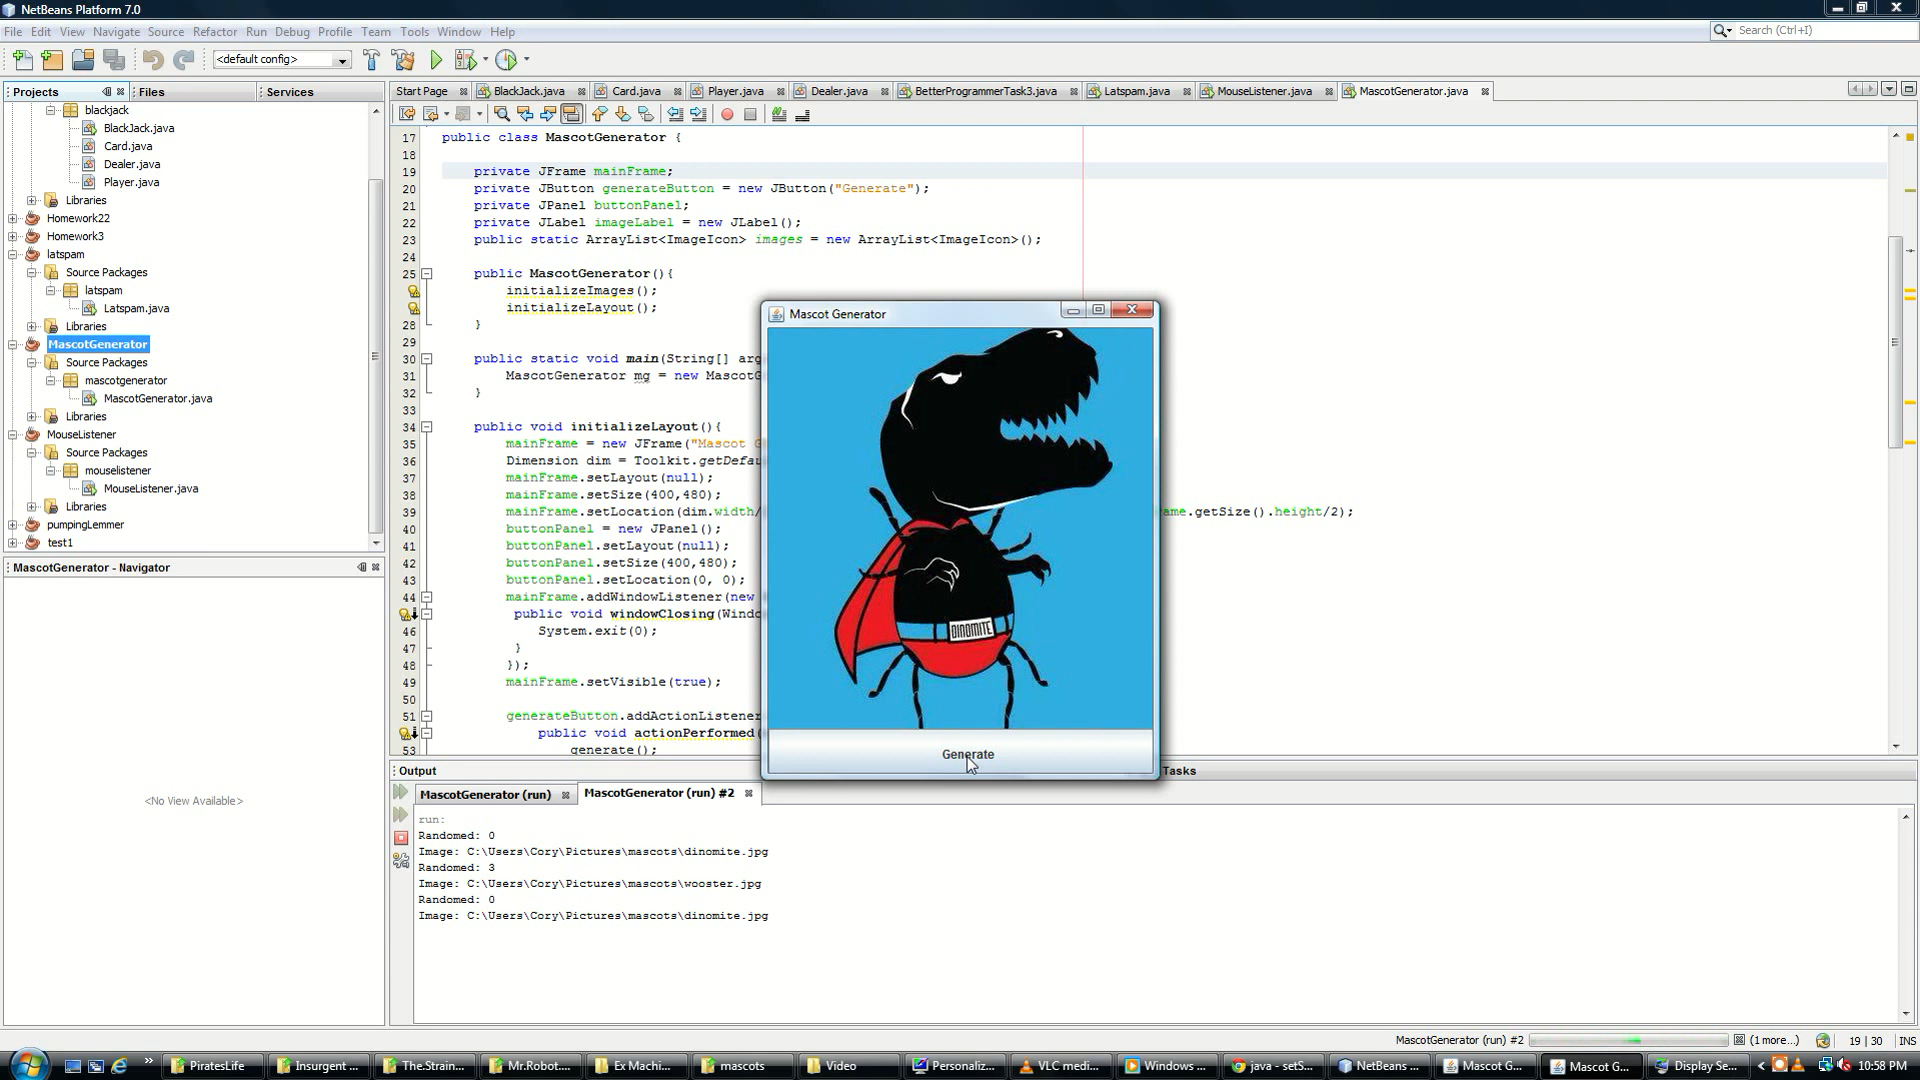 NetBeans Platform 7.0
File Edit View Navigate Source Refactor Run Debug Profile Team Tools Window Help
Search (Ctrl+I)
<default config>
Projects Files Services
Start Page BlackJack.java Card.java Player.java Dealer.java BetterProgrammerTask3.java Latspam.java MouseListener.java MascotGenerator.java
blackjack
BlackJack.java
Card.java
Dealer.java
Player.java
Libraries
Homework22
Homework3
latspam
Source Packages
latspam
Latspam.java
Libraries
MascotGenerator
Source Packages
mascotgenerator
MascotGenerator.java
Libraries
MouseListener
Source Packages
mouselistener
MouseListener.java
Libraries
pumpingLemmer
test1
MascotGenerator - Navigator
<No View Available>
17 public class MascotGenerator {
18
19 private JFrame mainFrame;
20 private JButton generateButton = new JButton("Generate");
21 private JPanel buttonPanel;
22 private JLabel imageLabel = new JLabel();
23 public static ArrayList<ImageIcon> images = new ArrayList<ImageIcon>();
24
25 public MascotGenerator(){
initializeImages();
initializeLayout();
28 }
29
30 public static void main(String[] arg
31 MascotGenerator mg = new MascotG
32 }
33
34 public void initializeLayout(){
35 mainFrame = new JFrame("Mascot G
36 Dimension dim = Toolkit.getDefau
37 mainFrame.setLayout(null);
38 mainFrame.setSize(400,480);
39 mainFrame.setLocation(dim.width/ ame.getSize().height/2);
40 buttonPanel = new JPanel();
41 buttonPanel.setLayout(null);
42 buttonPanel.setSize(400,480);
43 buttonPanel.setLocation(0, 0);
44 mainFrame.addWindowListener(new
public void windowClosing(Windo
46 System.exit(0);
47 }
48 });
49 mainFrame.setVisible(true);
50
51 generateButton.addActionListener
public void actionPerformed(
53 generate();
Mascot Generator
DINOMITE
Generate
Output Tasks
MascotGenerator (run) MascotGenerator (run) #2
run:
Randomed: 0
Image: C:\Users\Cory\Pictures\mascots\dinomite.jpg
Randomed: 3
Image: C:\Users\Cory\Pictures\mascots\wooster.jpg
Randomed: 0
Image: C:\Users\Cory\Pictures\mascots\dinomite.jpg
MascotGenerator (run) #2 (1 more...) 19 | 30 INS
PiratesLife Insurgent ... The.Strain... Mr.Robot.... Ex Machi... mascots Video Personaliz... VLC medi... Windows ... java - setS... NetBeans ... Mascot G... Mascot G... Display Se... 10:58 PM